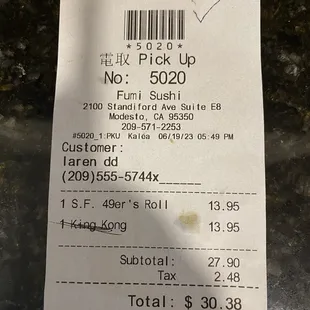 *5020*
電取 Pick Up
No: 5020
Fumi Sushi
2100 Standiford Ave Suite E8
Modesto, CA 95350
209-571-2253
#5020_1:PKU Kalea 06/19/23 05:49 PM
Customer:
laren dd
(209)555-5744x______
1 S.F. 49er's Roll 13.95
1 King Kong 13.95
Subtotal: 27.90
Tax 2.48
Total: $ 30.38